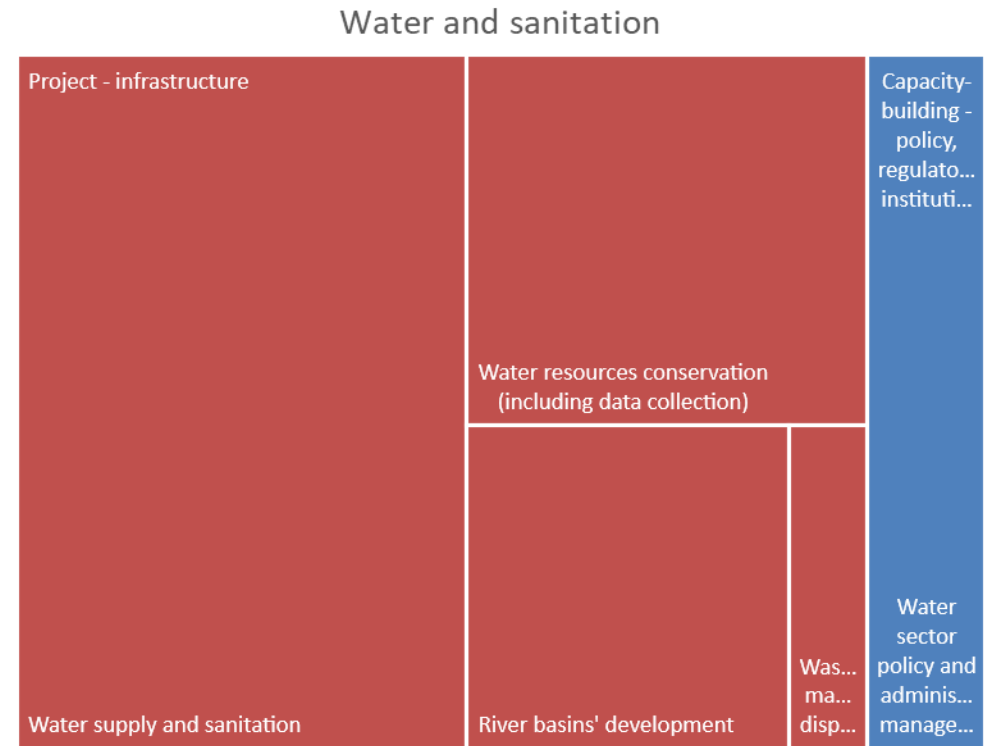 Water and sanitation
Project - infrastructure
Water supply and sanitation
Water resources conservation
(including data collection)
River basins' development
Was...
ma...
disp...
Capacity-
building -
policy,
regulato...
instituti...
Water
sector
policy and
adminis...
manage...